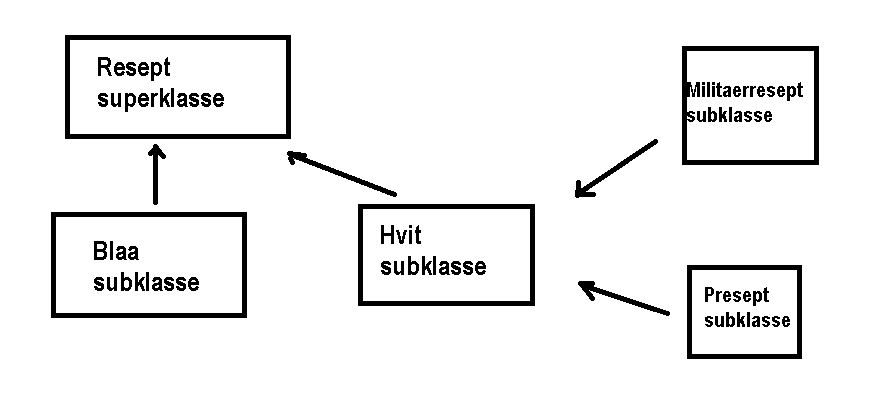 Resept
superklasse
Militaerresept
subklasse
Blaa
subklasse
Hvit
subklasse
Presept
subklasse